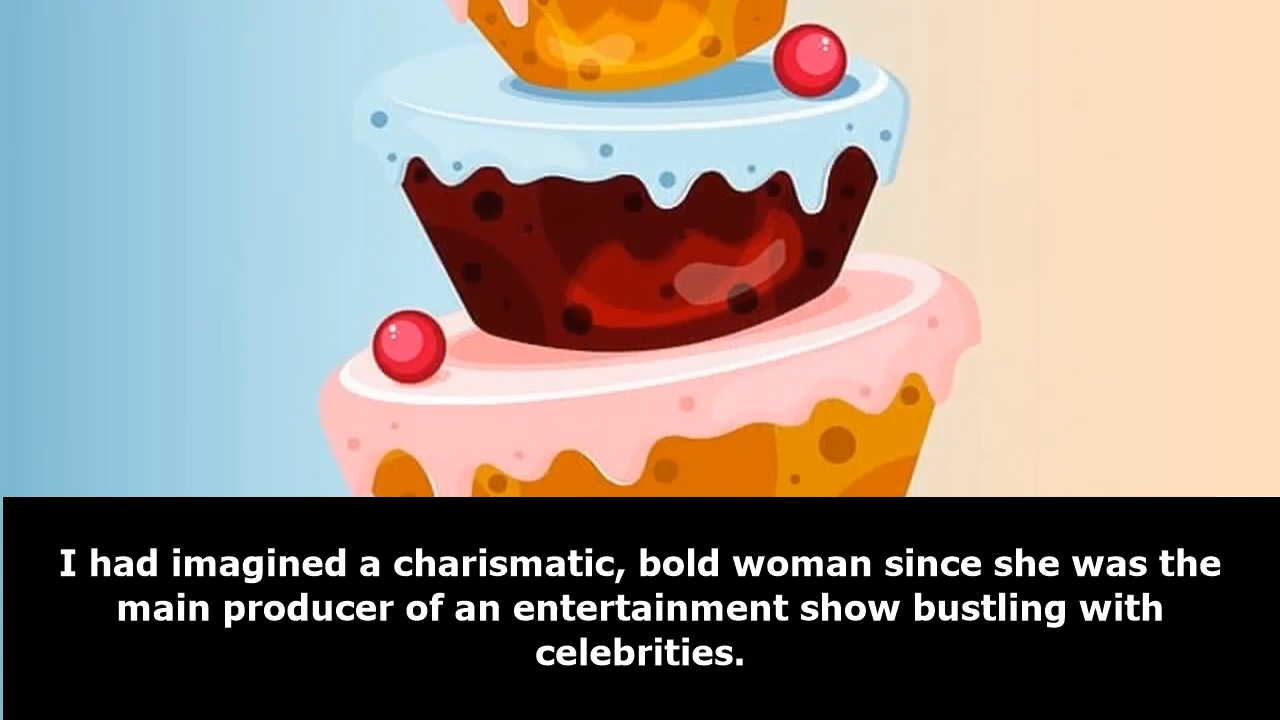 I had imagined a charismatic, bold woman since she was the
main producer of an entertainment show bustling with
celebrities.